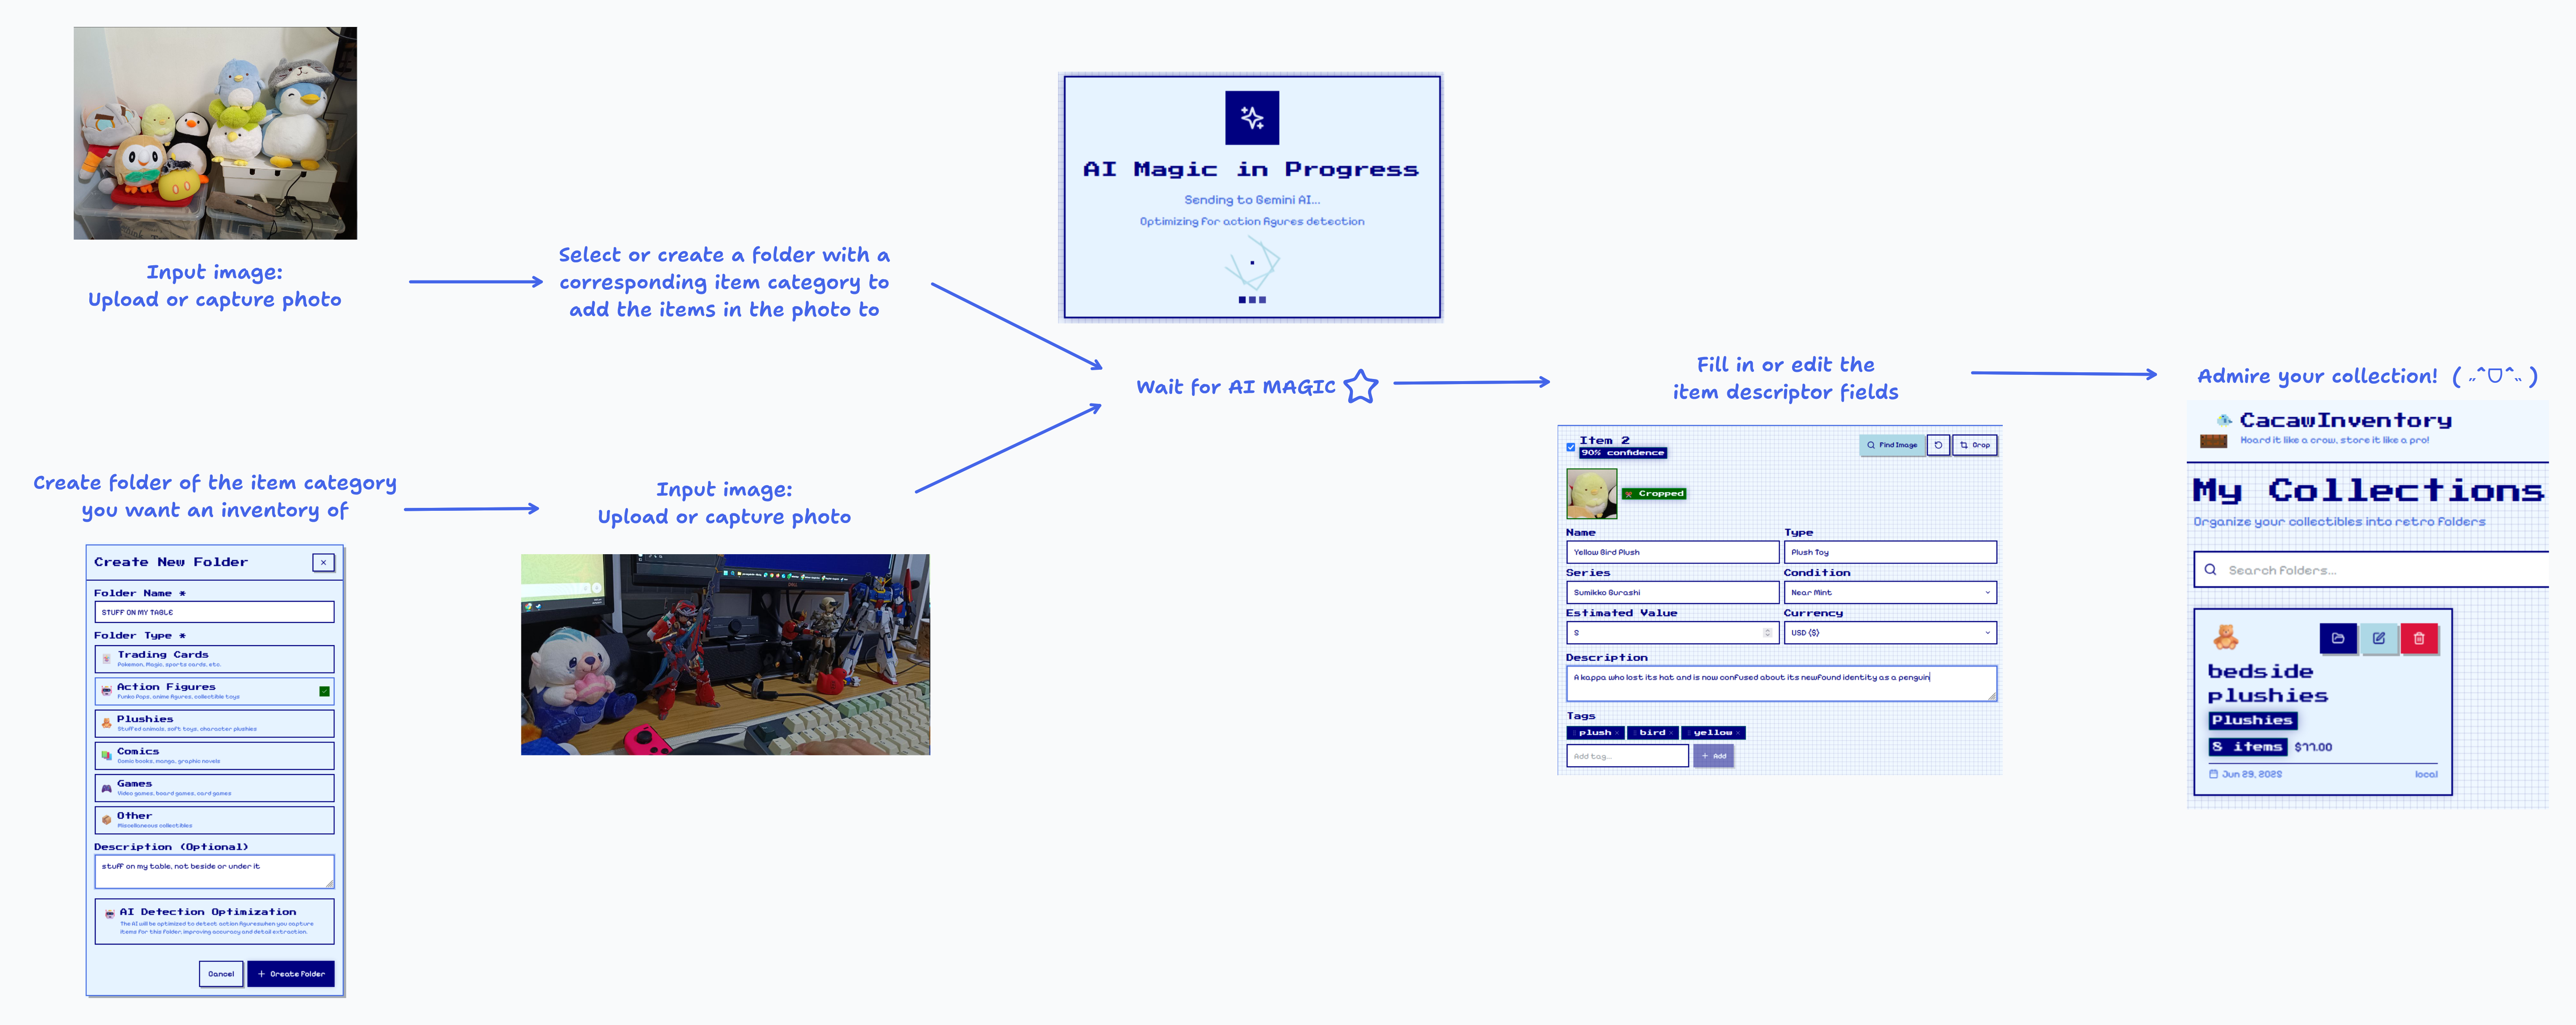 Input image:
Upload or capture photo
Select or create a folder with a
corresponding item category to
add the items in the photo to
AI Magic in Progress
Sending to Gemini AI...
Optimizing for action figures detection
Wait for AI MAGIC
Create folder of the item category
you want an inventory of
Create New Folder
Folder Name *
STUFF ON MY TABLE
Folder Type *
Trading Cards
Pokemon, Magic, sports cards, etc.
Action Figures
Funko Pops, anime figures, collectible toys
Plushies
Stuffed animals, soft toys, character plushies
Comics
Comic books, manga, graphic novels
Games
Video games, board games, card games
Other
Miscellaneous collectibles
Description (Optional)
stuff on my table, not beside or under it
AI Detection Optimization
The AI will be optimized to detect action figureswhen you capture
items for this folder, improving accuracy and detail extraction.
Cancel
+ Create Folder
Input image:
Upload or capture photo
Fill in or edit the
item descriptor fields
Item 2
90% confidence
Find Image
Crop
Cropped
Name
Type
Yellow Bird Plush
Plush Toy
Series
Condition
Sumikko Gurashi
Near Mint
Estimated Value
Currency
8
USD ($)
Description
A kappa who lost its hat and is now confused about its newfound identity as a penguin
Tags
plush ×
bird ×
yellow ×
Add tag...
+ Add
Admire your collection! ( ˶ˆᗜˆ˵ )
CacawInventory
Hoard it like a crow, store it like a pro!
My Collections
Organize your collectibles into retro folders
Search folders...
bedside
plushies
Plushies
8 items $77.00
Jun 29, 2025
local